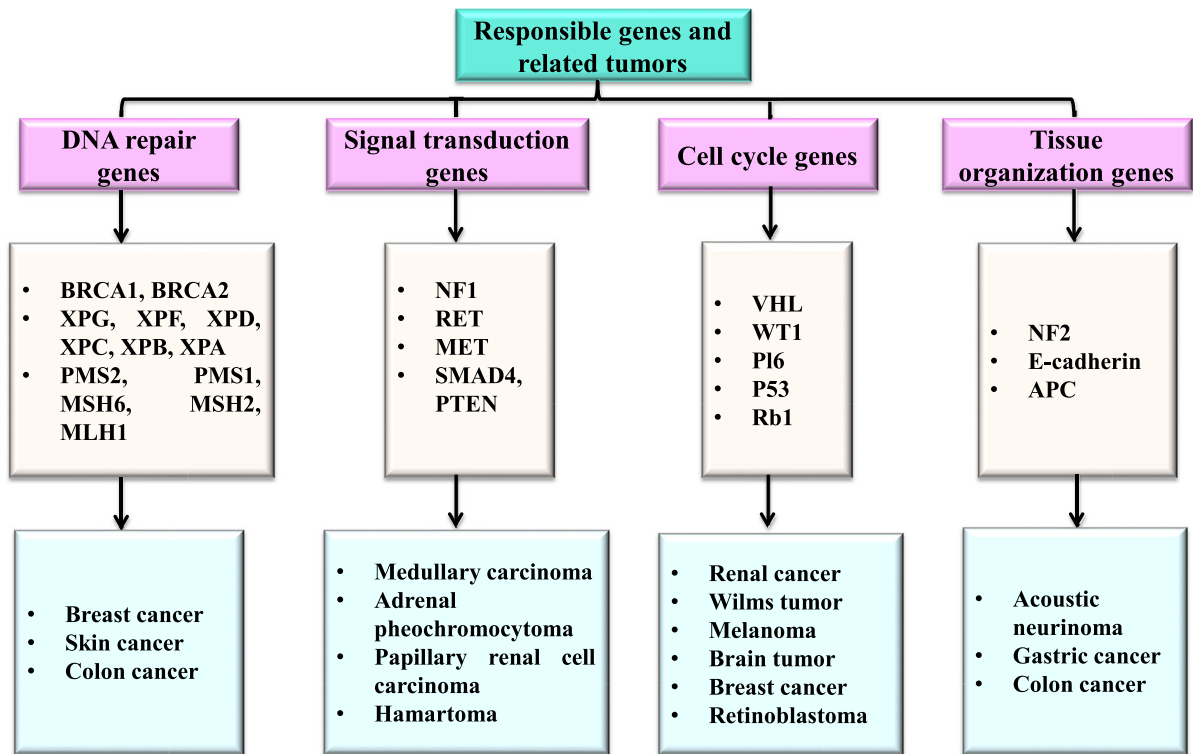 Responsible genes and
related tumors
DNA repair
genes
Signal transduction
genes
Cell cycle genes
Tissue
organization genes
• BRCA1, BRCA2
• XPG, XPF, XPD,
XPC, XPB, XPA
• PMS2, PMS1,
MSH6, MSH2,
MLH1
• NF1
• RET
• MET
• SMAD4,
PTEN
• VHL
• WT1
• Pl6
• P53
• Rb1
• NF2
• E-cadherin
• APC
• Breast cancer
• Skin cancer
• Colon cancer
• Medullary carcinoma
• Adrenal
pheochromocytoma
• Papillary renal cell
carcinoma
• Hamartoma
• Renal cancer
• Wilms tumor
• Melanoma
• Brain tumor
• Breast cancer
• Retinoblastoma
• Acoustic
neurinoma
• Gastric cancer
• Colon cancer